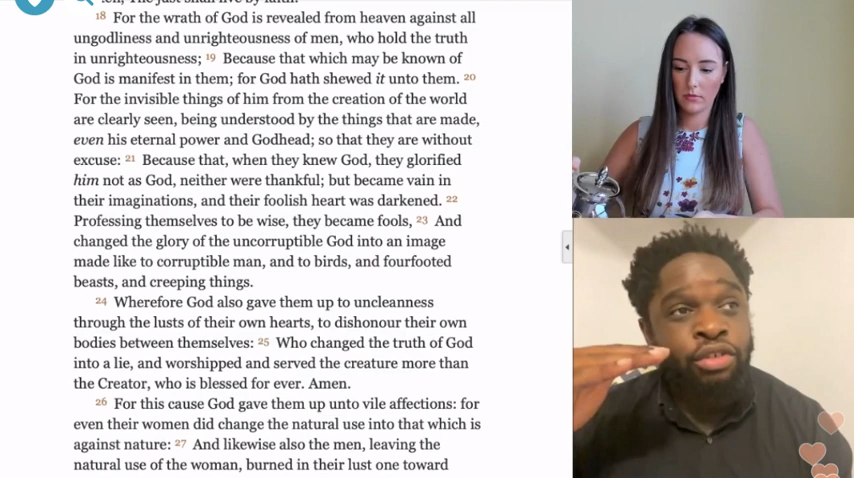 The just shall live by faith.
18 For the wrath of God is revealed from heaven against all
ungodliness and unrighteousness of men, who hold the truth
in unrighteousness; 19 Because that which may be known of
God is manifest in them; for God hath shewed it unto them. 20
For the invisible things of him from the creation of the world
are clearly seen, being understood by the things that are made,
even his eternal power and Godhead; so that they are without
excuse: 21 Because that, when they knew God, they glorified
him not as God, neither were thankful; but became vain in
their imaginations, and their foolish heart was darkened. 22
Professing themselves to be wise, they became fools, 23 And
changed the glory of the uncorruptible God into an image
made like to corruptible man, and to birds, and fourfooted
beasts, and creeping things.
24 Wherefore God also gave them up to uncleanness
through the lusts of their own hearts, to dishonour their own
bodies between themselves: 25 Who changed the truth of God
into a lie, and worshipped and served the creature more than
the Creator, who is blessed for ever. Amen.
26 For this cause God gave them up unto vile affections: for
even their women did change the natural use into that which is
against nature: 27 And likewise also the men, leaving the
natural use of the woman, burned in their lust one toward